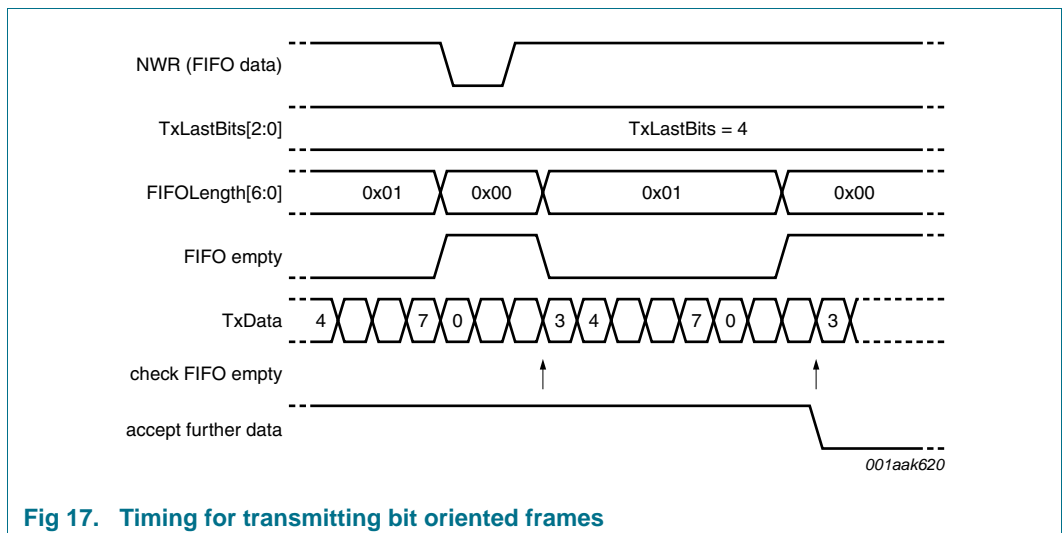 NWR (FIFO data)
TxLastBits[2:0] TxLastBits = 4
FIFOLength[6:0] 0x01 0x00 0x01 0x00
FIFO empty
TxData 4 7 0 3 4 7 0 3
check FIFO empty
accept further data
001aak620
Fig 17. Timing for transmitting bit oriented frames